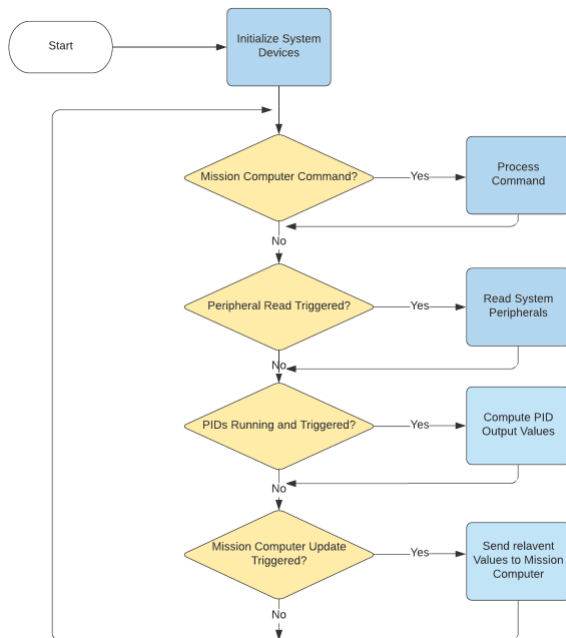 Start
Initialize System
Devices
Mission Computer Command?
Yes
Process
Command
No
Peripheral Read Triggered?
Yes
Read System
Peripherals
No
PIDs Running and Triggered?
Yes
Compute PID
Output Values
No
Mission Computer Update
Triggered?
Yes
Send relavent
Values to Mission
Computer
No